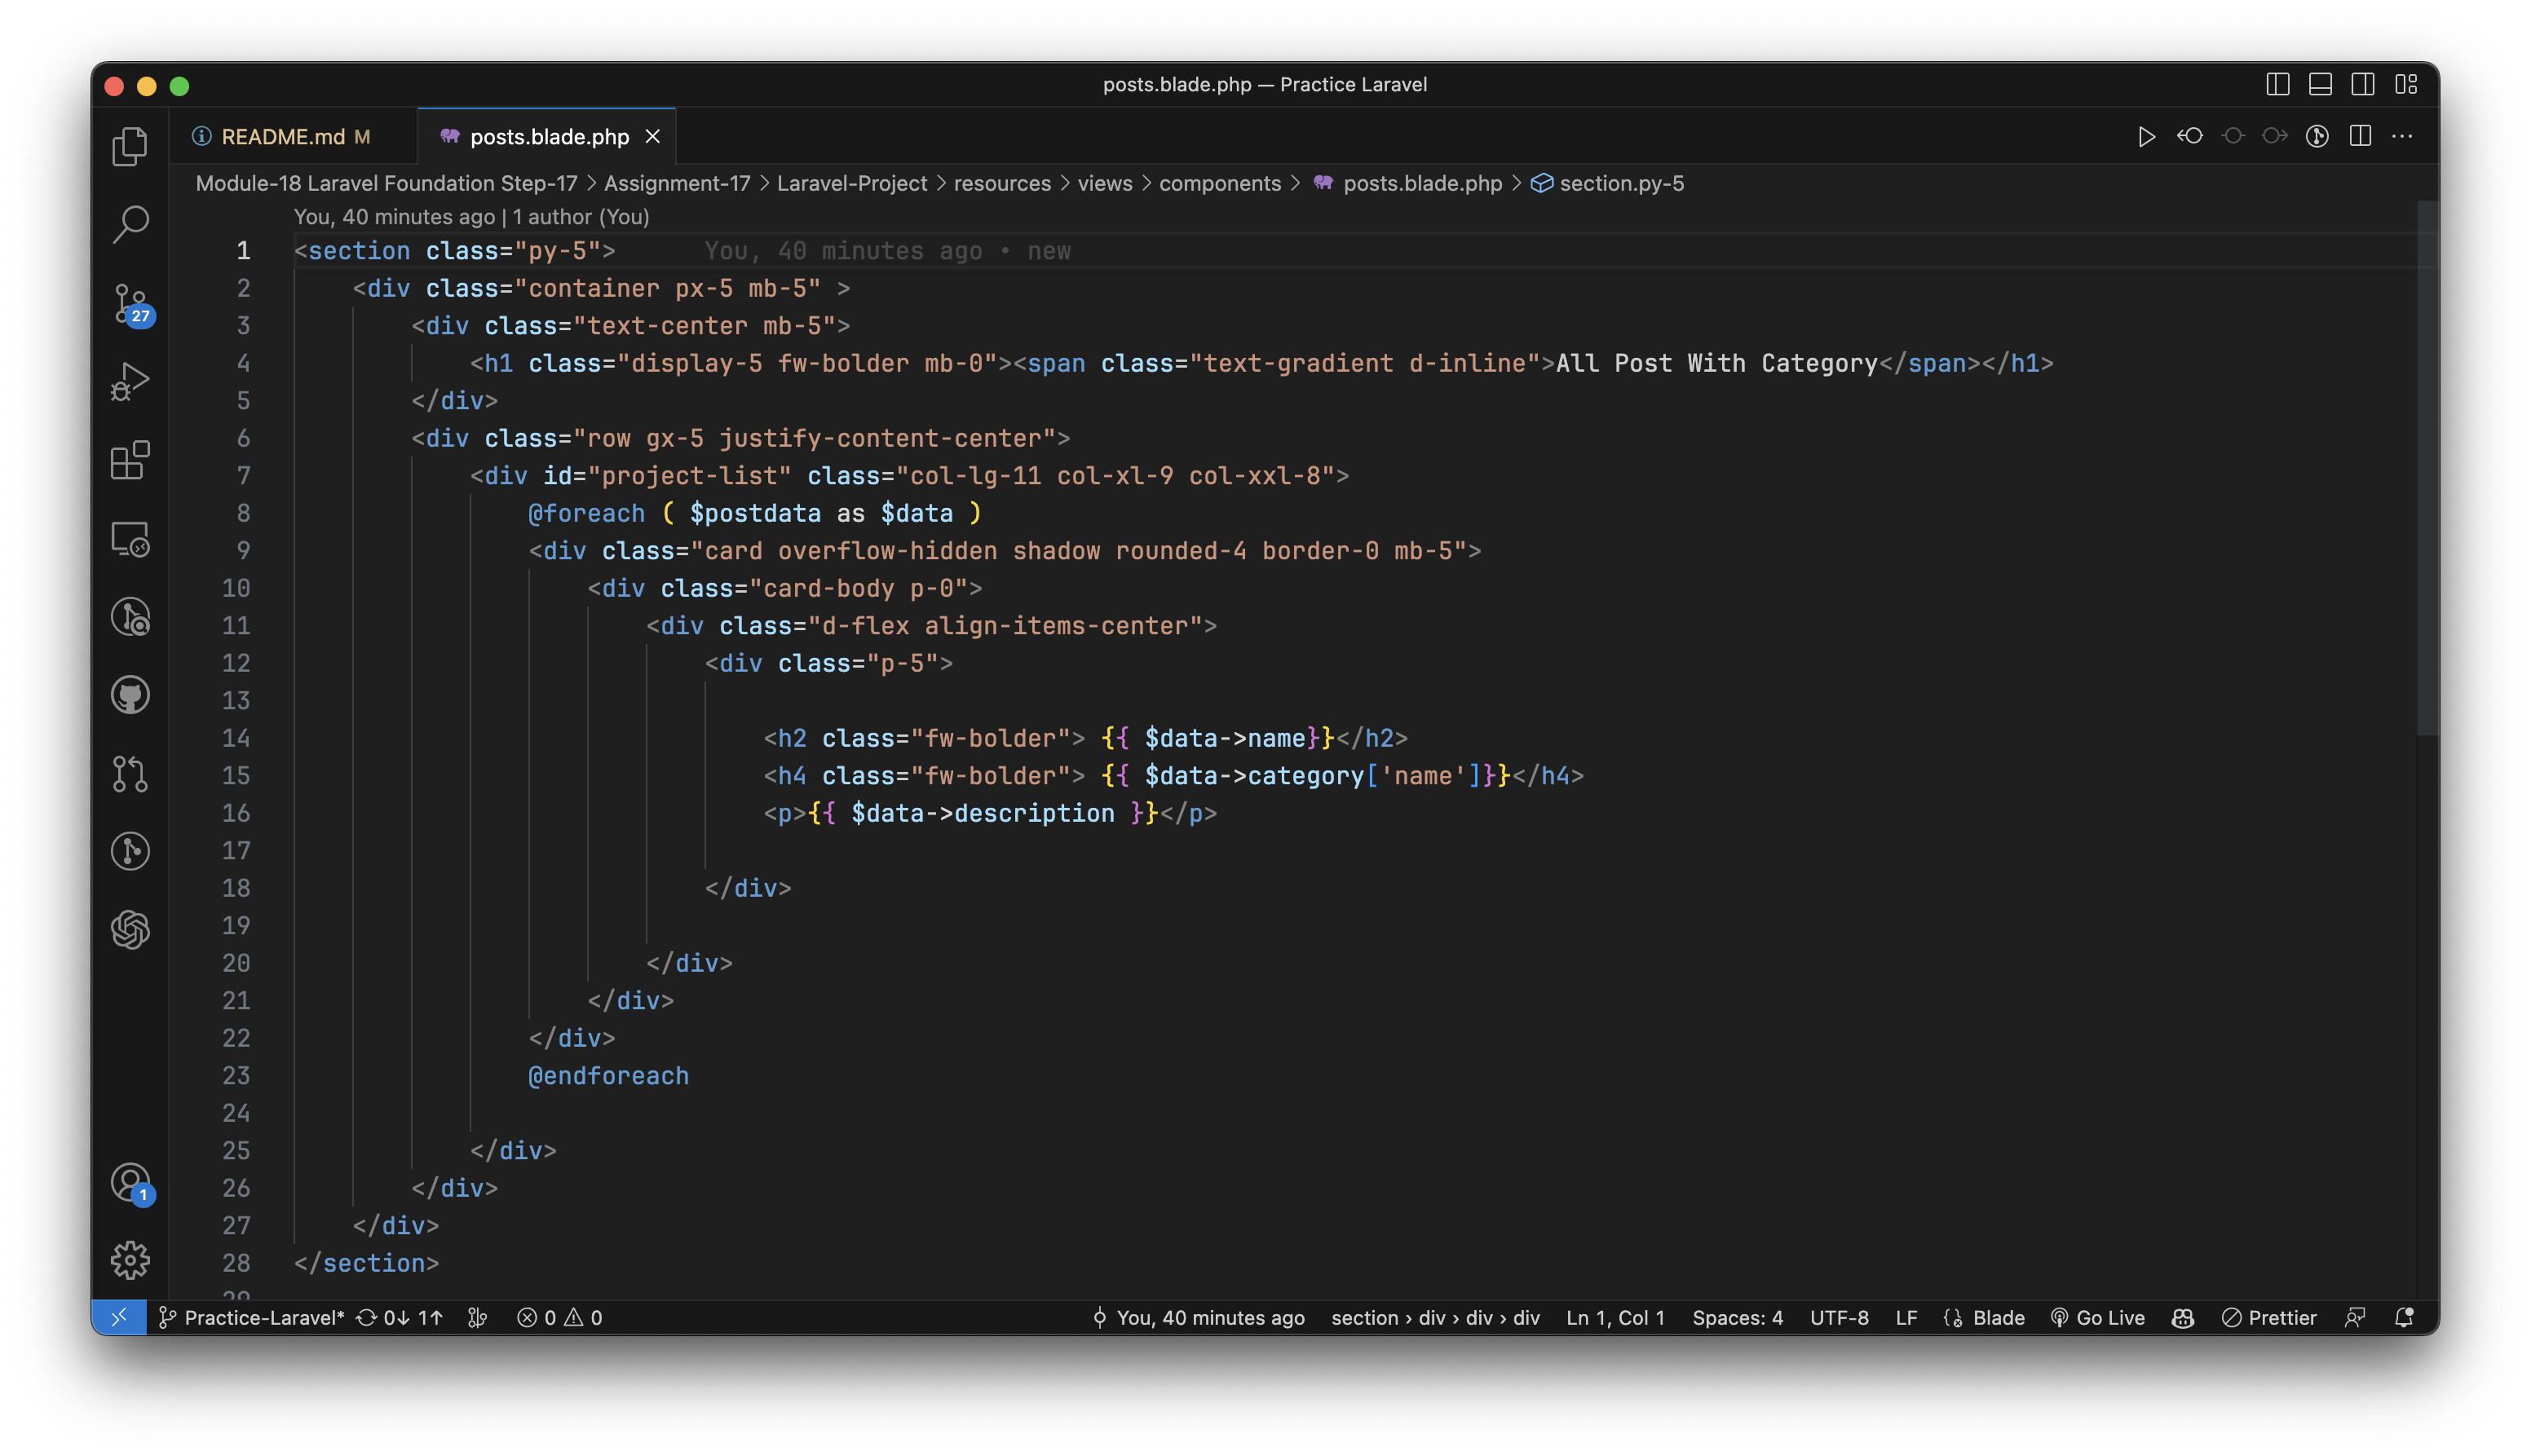 posts.blade.php — Practice Laravel
README.md M
posts.blade.php
Module-18 Laravel Foundation Step-17 > Assignment-17 > Laravel-Project > resources > views > components > posts.blade.php > section.py-5
You, 40 minutes ago | 1 author (You)
1 <section class="py-5"> You, 40 minutes ago • new
2 <div class="container px-5 mb-5" >
3 <div class="text-center mb-5">
4 <h1 class="display-5 fw-bolder mb-0"><span class="text-gradient d-inline">All Post With Category</span></h1>
5 </div>
6 <div class="row gx-5 justify-content-center">
7 <div id="project-list" class="col-lg-11 col-xl-9 col-xxl-8">
8 @foreach ( $postdata as $data )
9 <div class="card overflow-hidden shadow rounded-4 border-0 mb-5">
10 <div class="card-body p-0">
11 <div class="d-flex align-items-center">
12 <div class="p-5">
13
14 <h2 class="fw-bolder"> {{ $data->name}}</h2>
15 <h4 class="fw-bolder"> {{ $data->category['name']}}</h4>
16 <p>{{ $data->description }}</p>
17
18 </div>
19
20 </div>
21 </div>
22 </div>
23 @endforeach
24
25 </div>
26 </div>
27 </div>
28 </section>
29
27
1
Practice-Laravel* 0↓ 1↑ 0 0 You, 40 minutes ago section › div › div › div Ln 1, Col 1 Spaces: 4 UTF-8 LF Blade Go Live Prettier